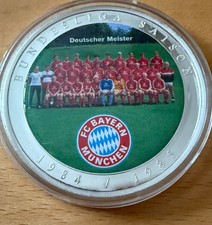 BUNDESLIGA SAISON
Deutscher Meister
FC BAYERN
MÜNCHEN
1984 / 1985